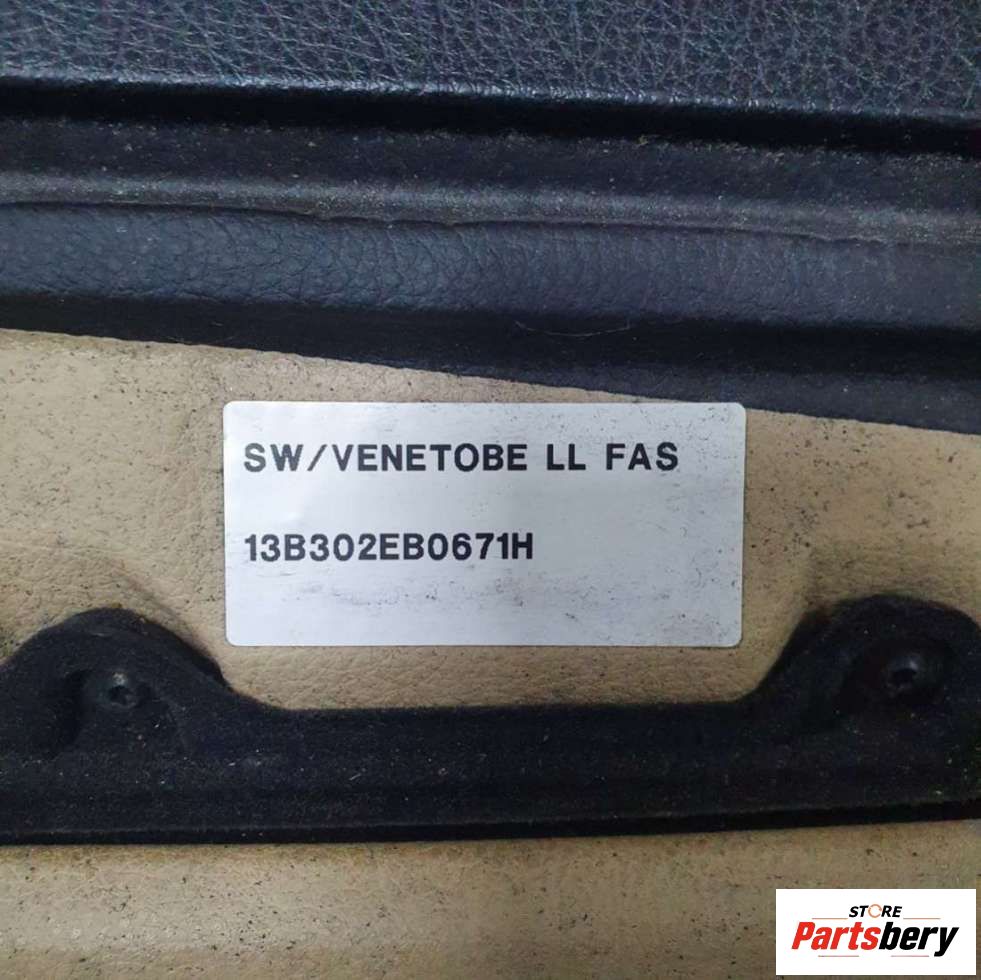 SW/VENETOBE LL FAS
13B302EB0671H
STORE
Partsbery